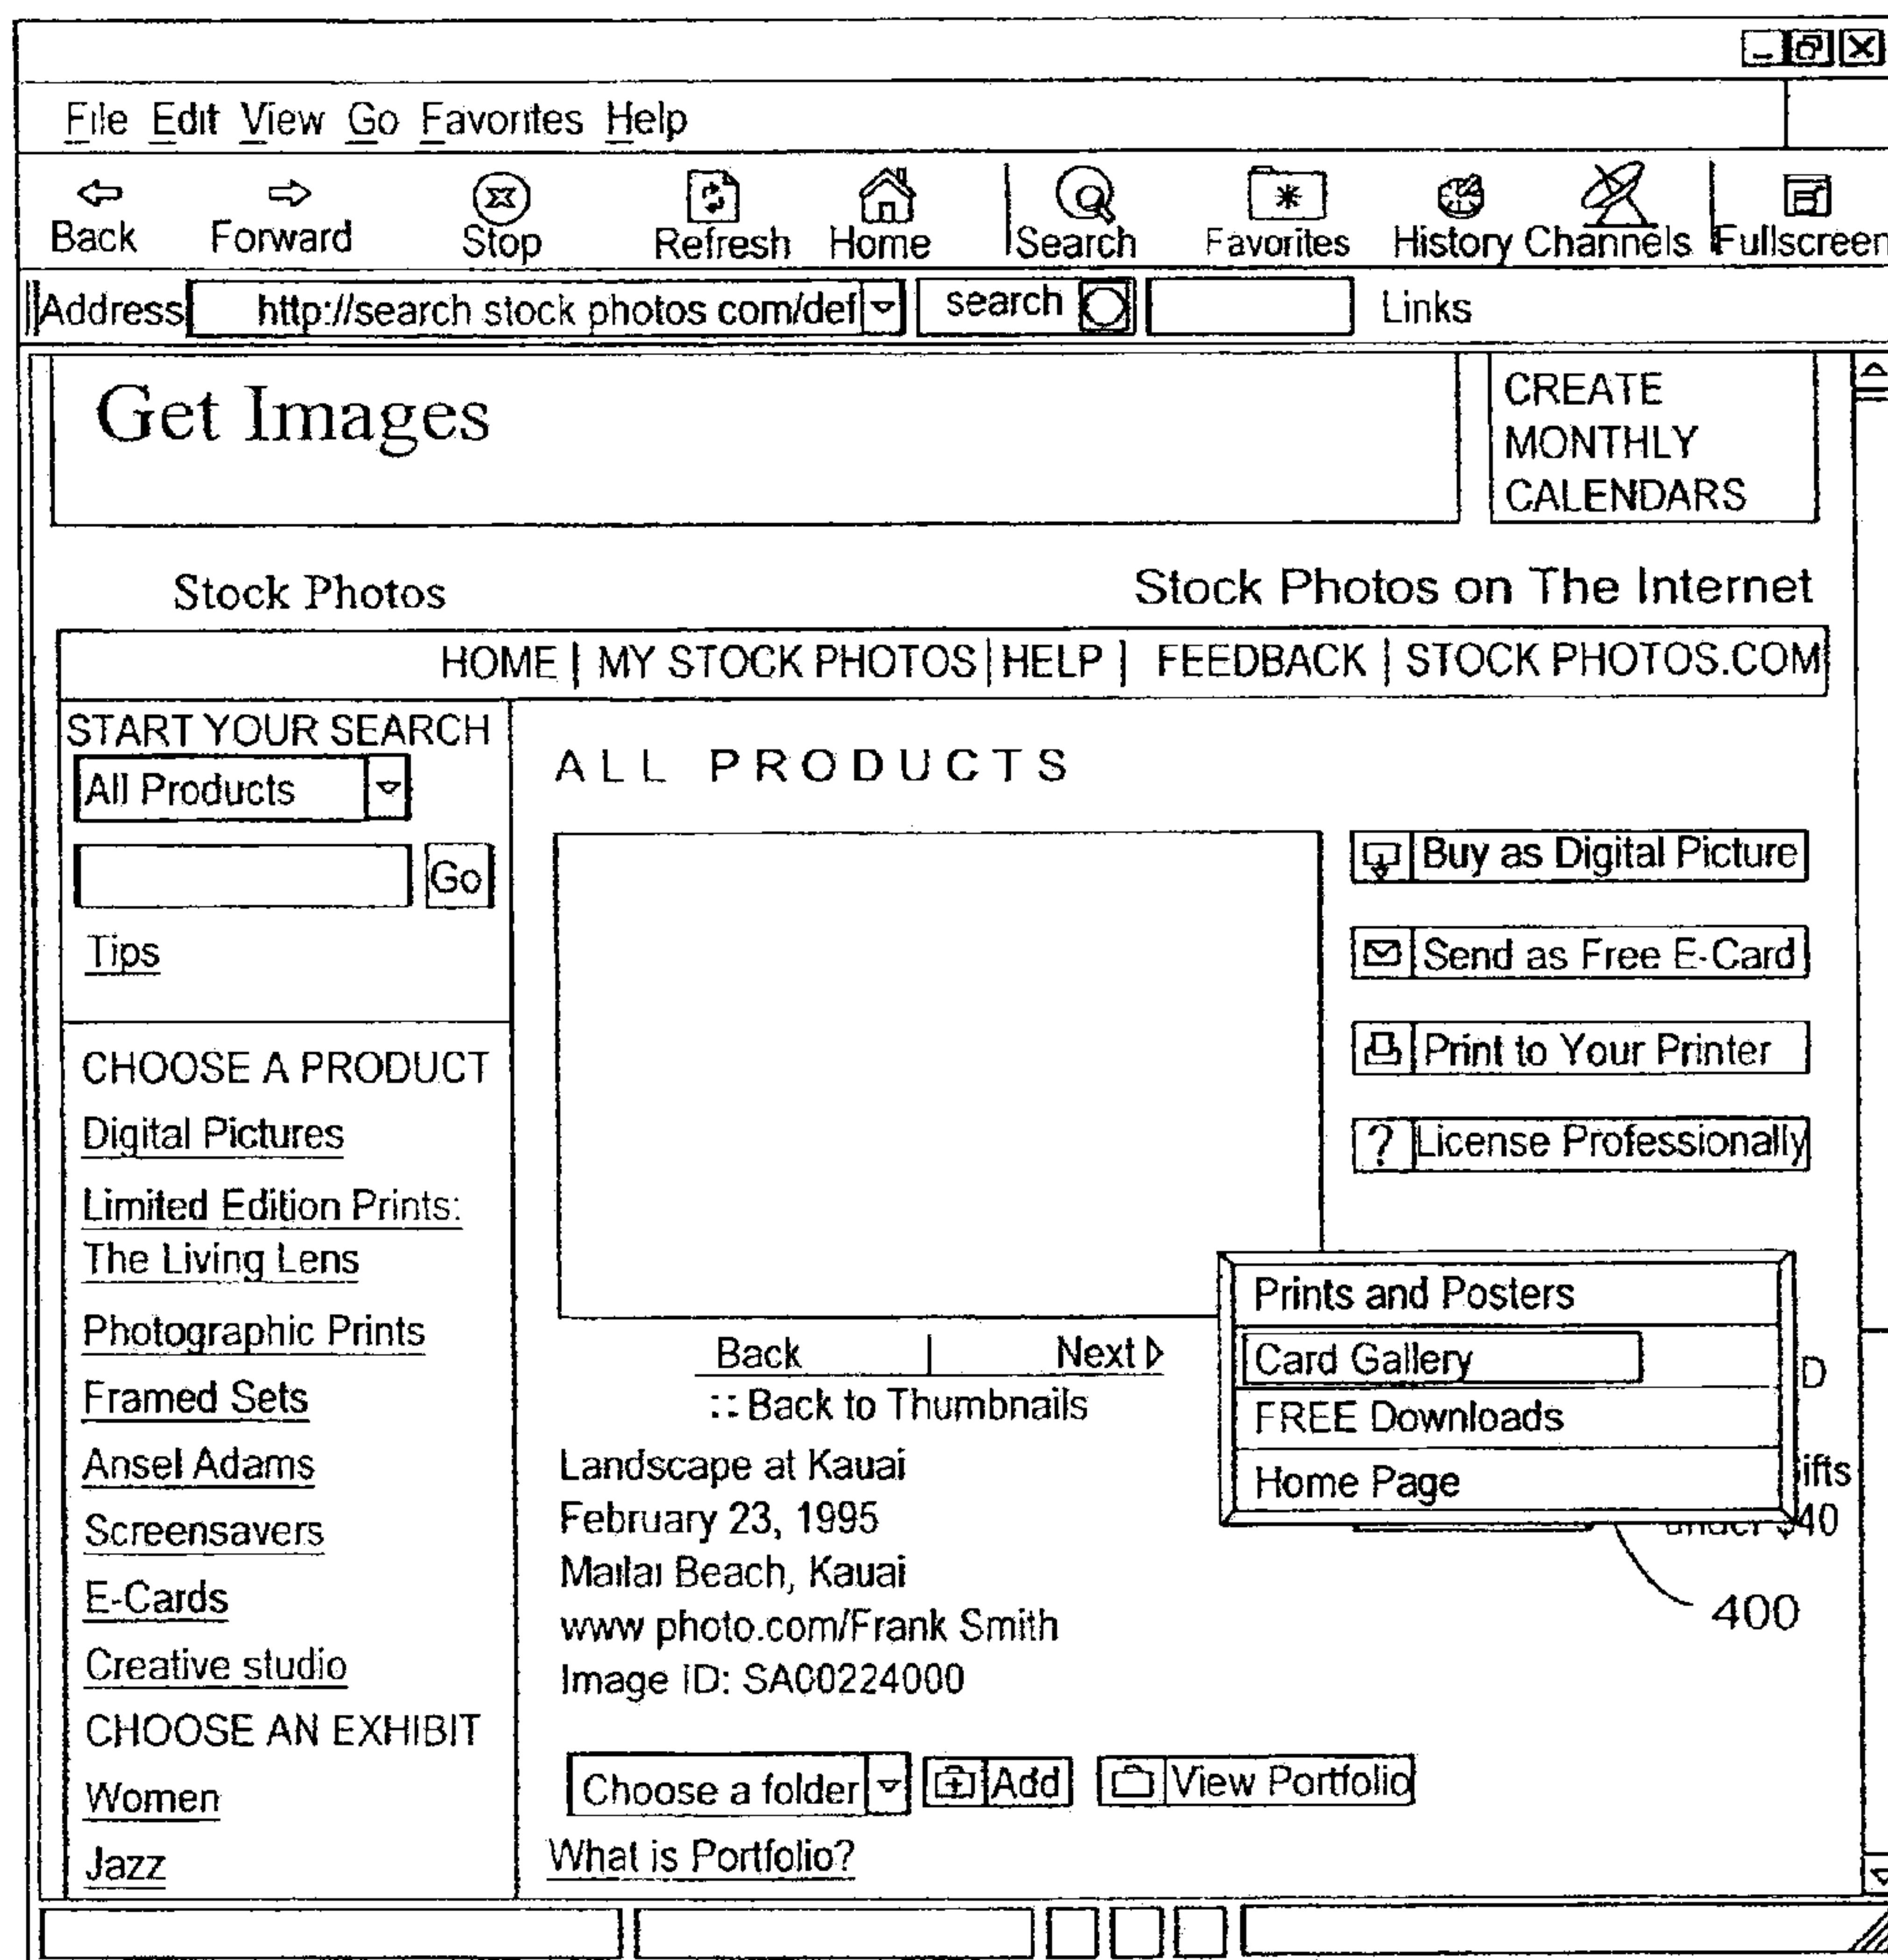 File Edit View Go Favorites Help
Back Forward Stop Refresh Home Search Favorites History Channels Fullscreen
Address http://search stock photos com/def search Links
Get Images
CREATE
MONTHLY
CALENDARS
Stock Photos
Stock Photos on The Internet
HOME | MY STOCK PHOTOS | HELP ] FEEDBACK | STOCK PHOTOS.COM
START YOUR SEARCH
All Products
Go
Tips
CHOOSE A PRODUCT
Digital Pictures
Limited Edition Prints:
The Living Lens
Photographic Prints
Framed Sets
Ansel Adams
Screensavers
E-Cards
Creative studio
CHOOSE AN EXHIBIT
Women
Jazz
ALL PRODUCTS
Buy as Digital Picture
Send as Free E-Card
Print to Your Printer
? License Professionally
Back | Next
:: Back to Thumbnails
Landscape at Kauai
February 23, 1995
Mailai Beach, Kauai
www photo.com/Frank Smith
Image ID: SA00224000
Prints and Posters
Card Gallery
FREE Downloads
Home Page
D
ifts
under $40
400
Choose a folder Add View Portfolio
What is Portfolio?